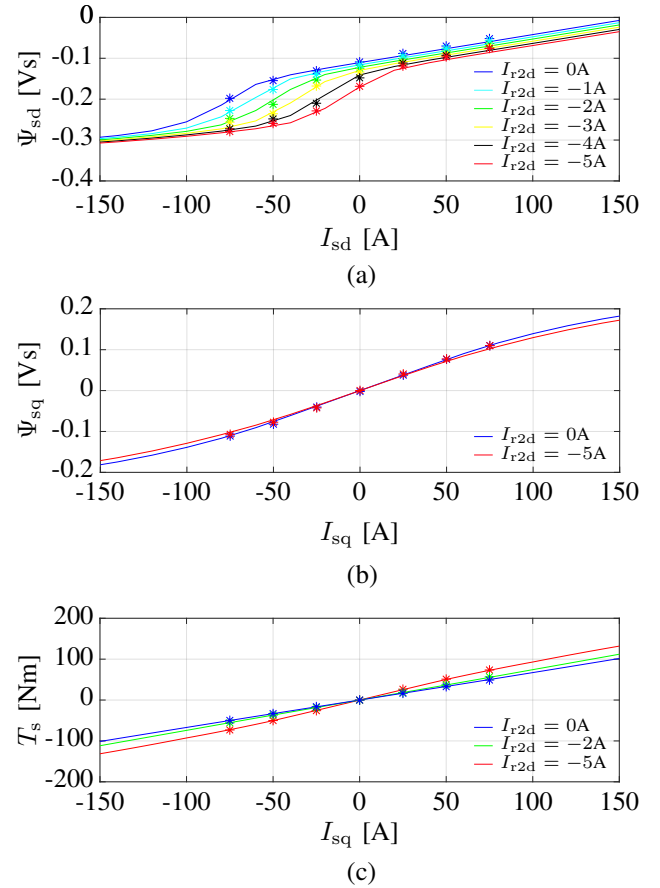 0
-0.1
-0.2
-0.3
-0.4
Ψsd [Vs]
Ir2d = 0A
Ir2d = −1A
Ir2d = −2A
Ir2d = −3A
Ir2d = −4A
Ir2d = −5A
-150 -100 -50 0 50 100 150
Isd [A]
(a)
0.2
0.1
0
-0.1
-0.2
Ψsq [Vs]
Ir2d = 0A
Ir2d = −5A
-150 -100 -50 0 50 100 150
Isq [A]
(b)
200
100
0
-100
-200
Ts [Nm]
Ir2d = 0A
Ir2d = −2A
Ir2d = −5A
-150 -100 -50 0 50 100 150
Isq [A]
(c)